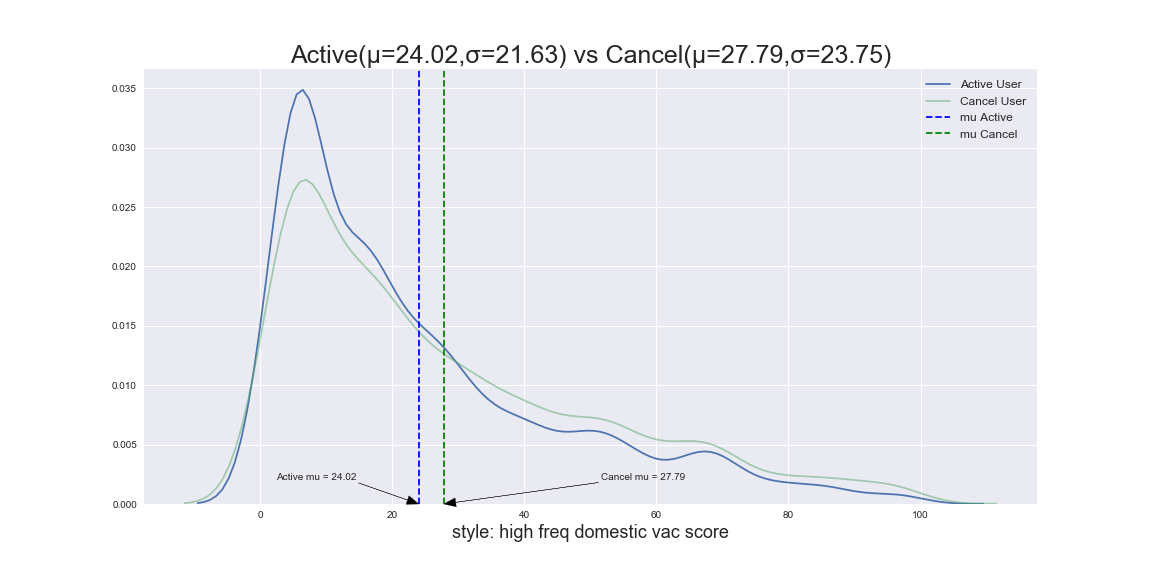 Active(μ=24.02,σ=21.63) vs Cancel(μ=27.79,σ=23.75)
Active User
Cancel User
mu Active
mu Cancel
0.035
0.030
0.025
0.020
0.015
0.010
0.005
0.000
Active mu = 24.02
Cancel mu = 27.79
0 20 40 60 80 100
style: high freq domestic vac score